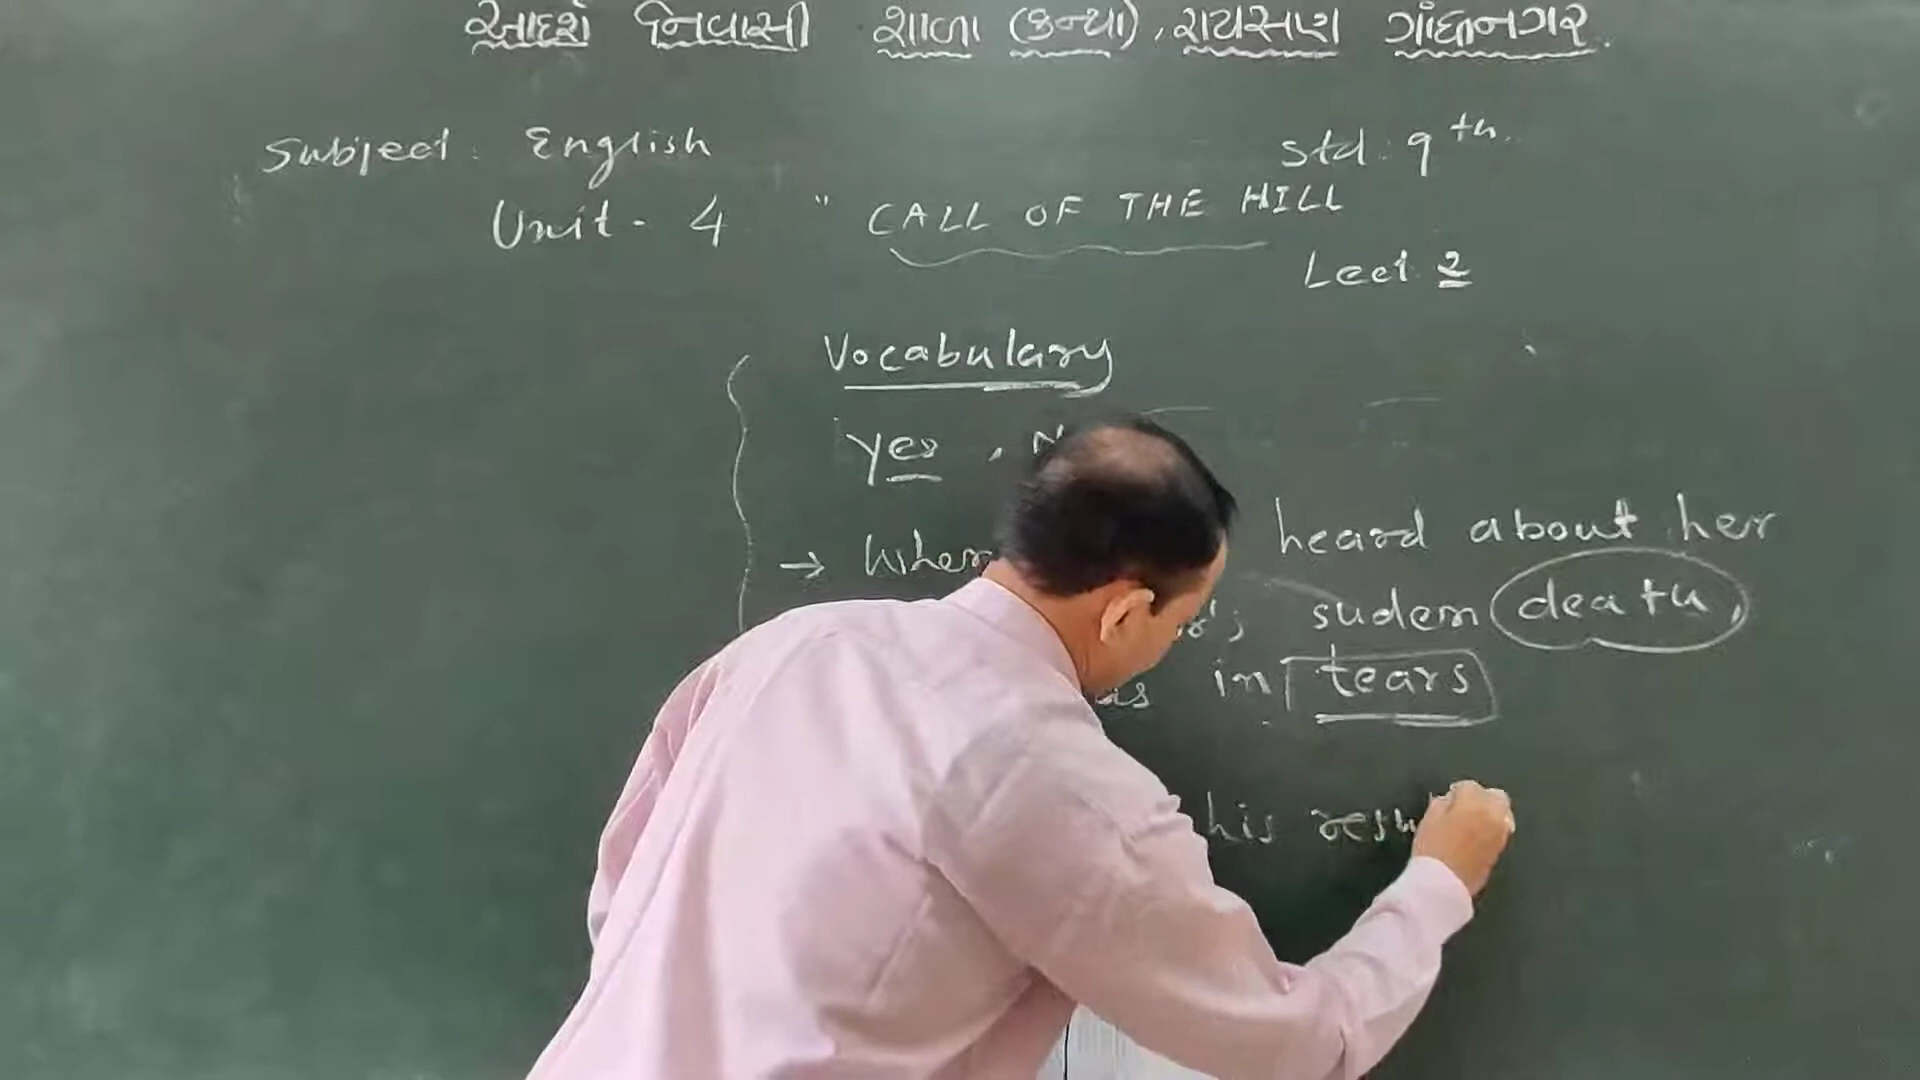 આદર્શ નિવાસી શાળા (કન્યા), રાયસણ ગાંધીનગર.
Subject: English
std: 9th.
Unit- 4 " CALL OF THE HILL
Lect 2
Vocabulary
yes, N
→ When heard about her
sudem death,
in tears
his resu